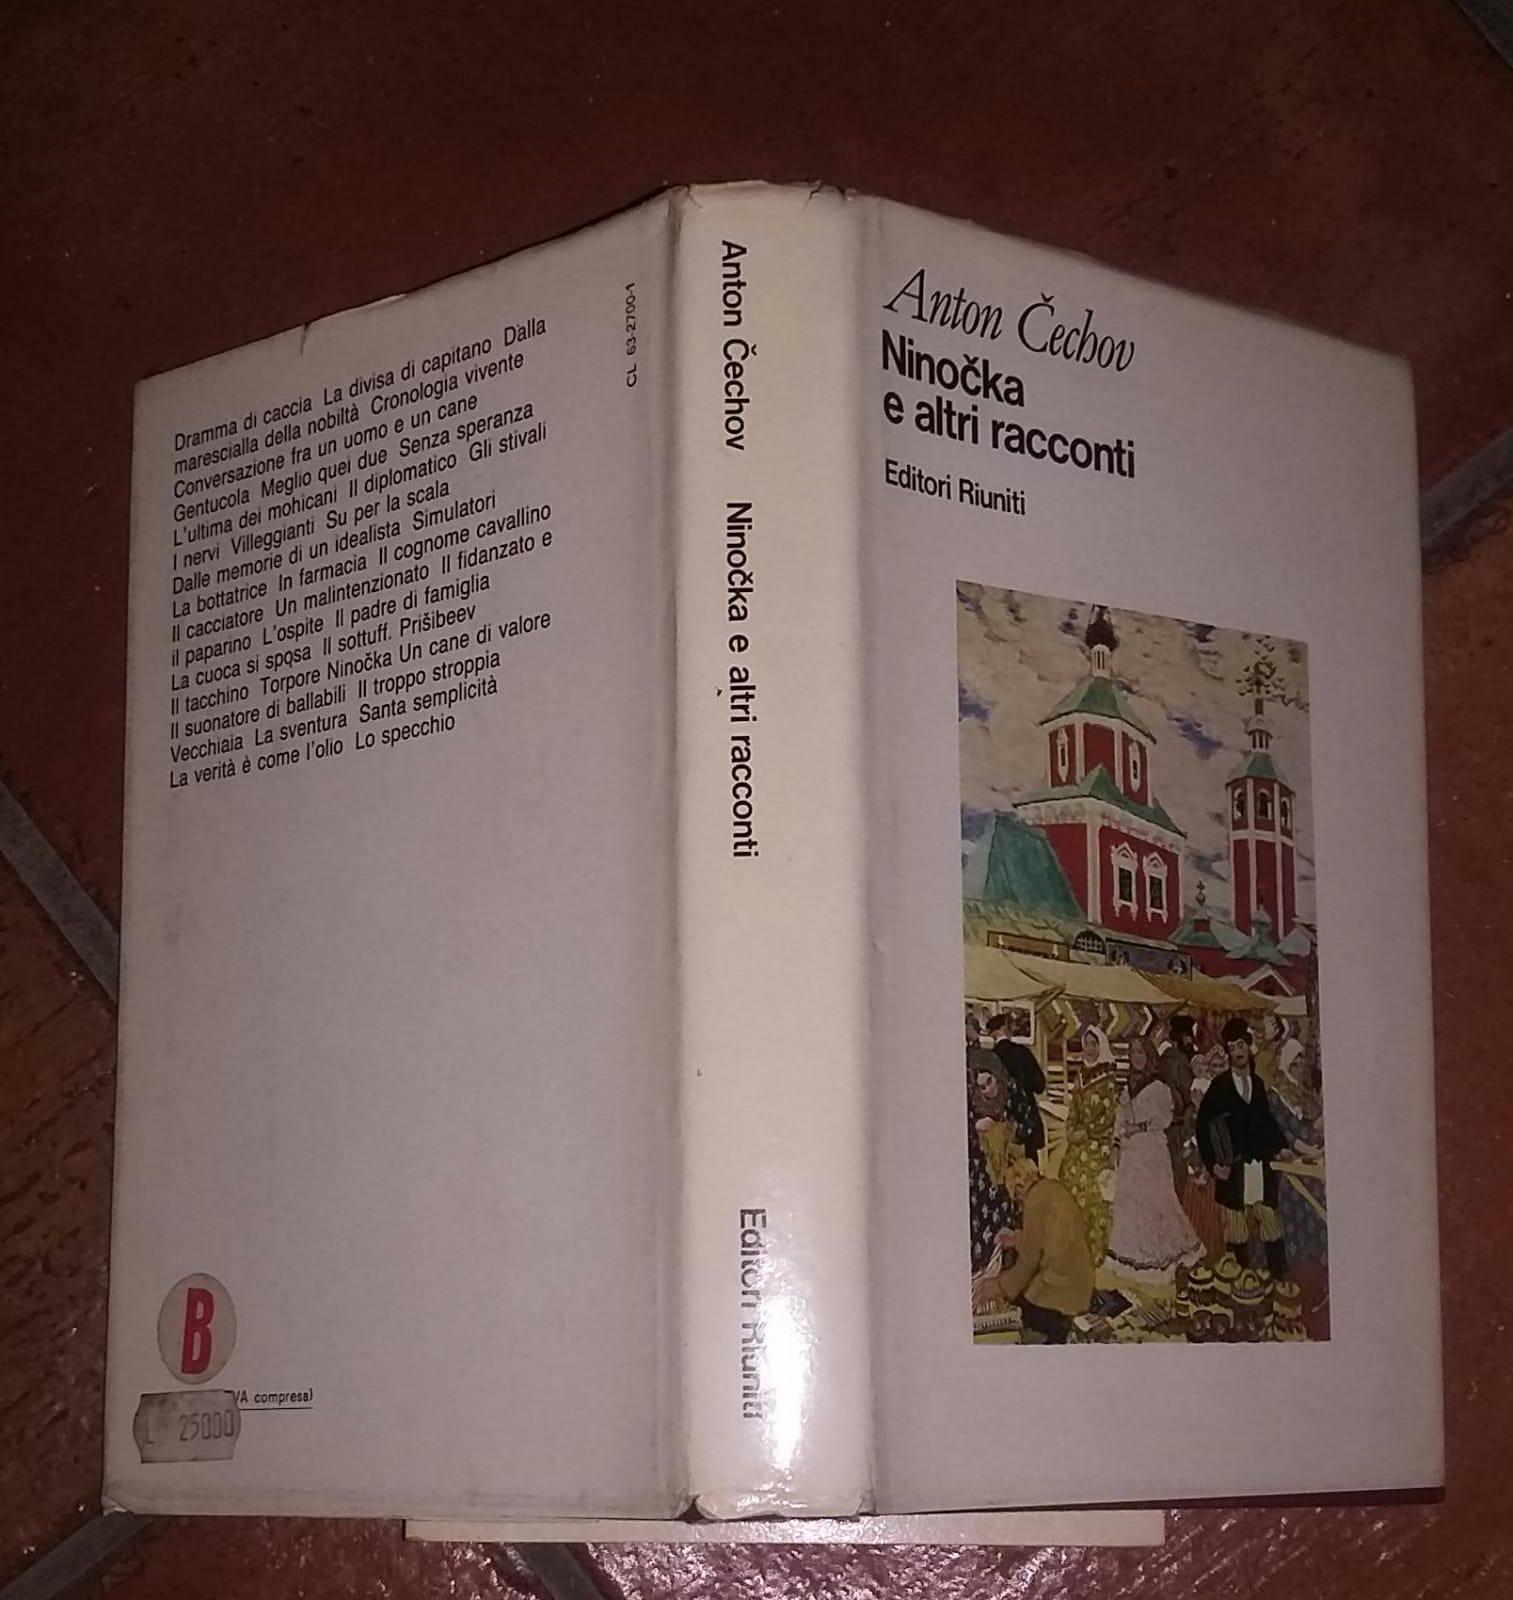 Dramma di caccia La divisa di capitano Dalla
marescialla della nobiltà Cronologia vivente
Conversazione fra un uomo e un cane
Gentucola Meglio quei due Senza speranza
L'ultima dei mohicani Il diplomatico Gli stivali
I nervi Villeggianti Su per la scala
Dalle memorie di un idealista Simulatori
La bottatrice In farmacia Il cognome cavallino
Il cacciatore Un malintenzionato Il fidanzato e
il paparino L'ospite Il padre di famiglia
La cuoca si sposa Il sottuff. Prišibeev
Il tacchino Torpore Ninočka Un cane di valore
Il suonatore di ballabili Il troppo stroppia
Vecchiaia La sventura Santa semplicità
La verità è come l'olio Lo specchio
CL 63-2700-1
B
L 25000
VA compresa)
Anton Čechov Ninočka e altri racconti
Editori Riuniti
Anton Čechov
Ninočka
e altri racconti
Editori Riuniti